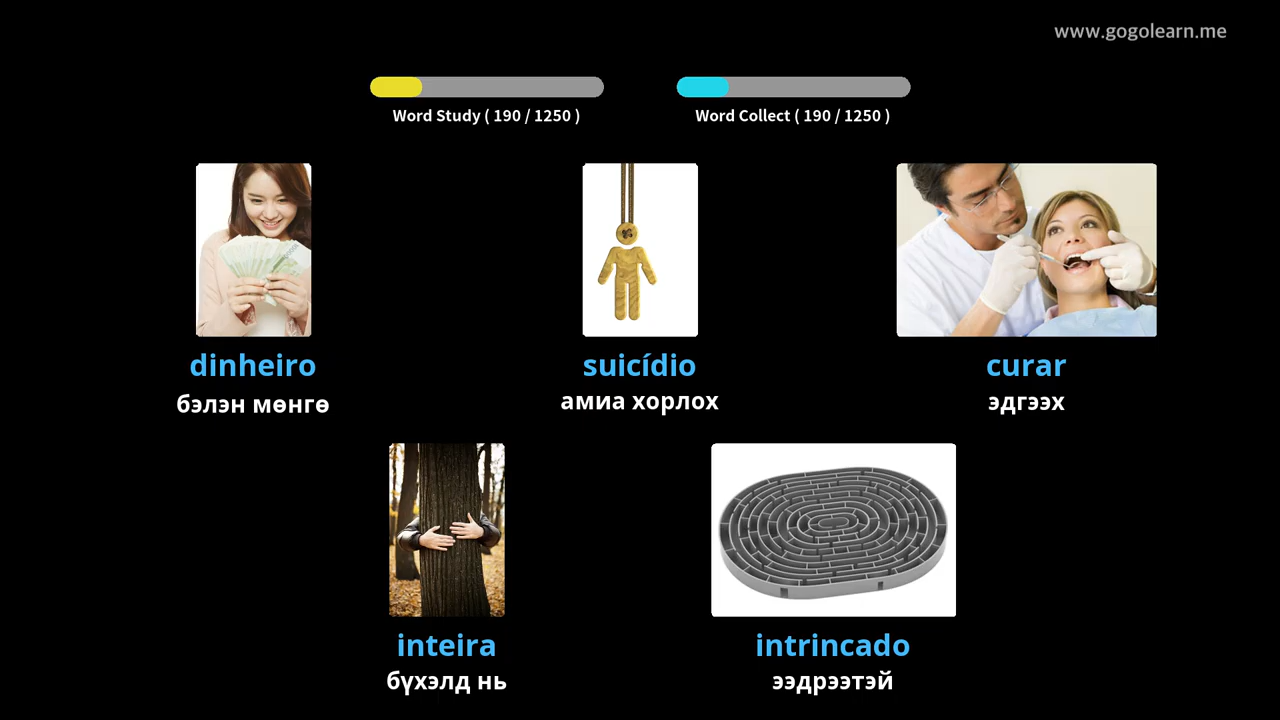 www.gogolearn.me
Word Study ( 190 / 1250 )
Word Collect ( 190 / 1250 )
dinheiro
бэлэн мөнгө
suicídio
амиа хорлох
curar
эдгээх
inteira
бүхэлд нь
intrincado
ээдрээтэй